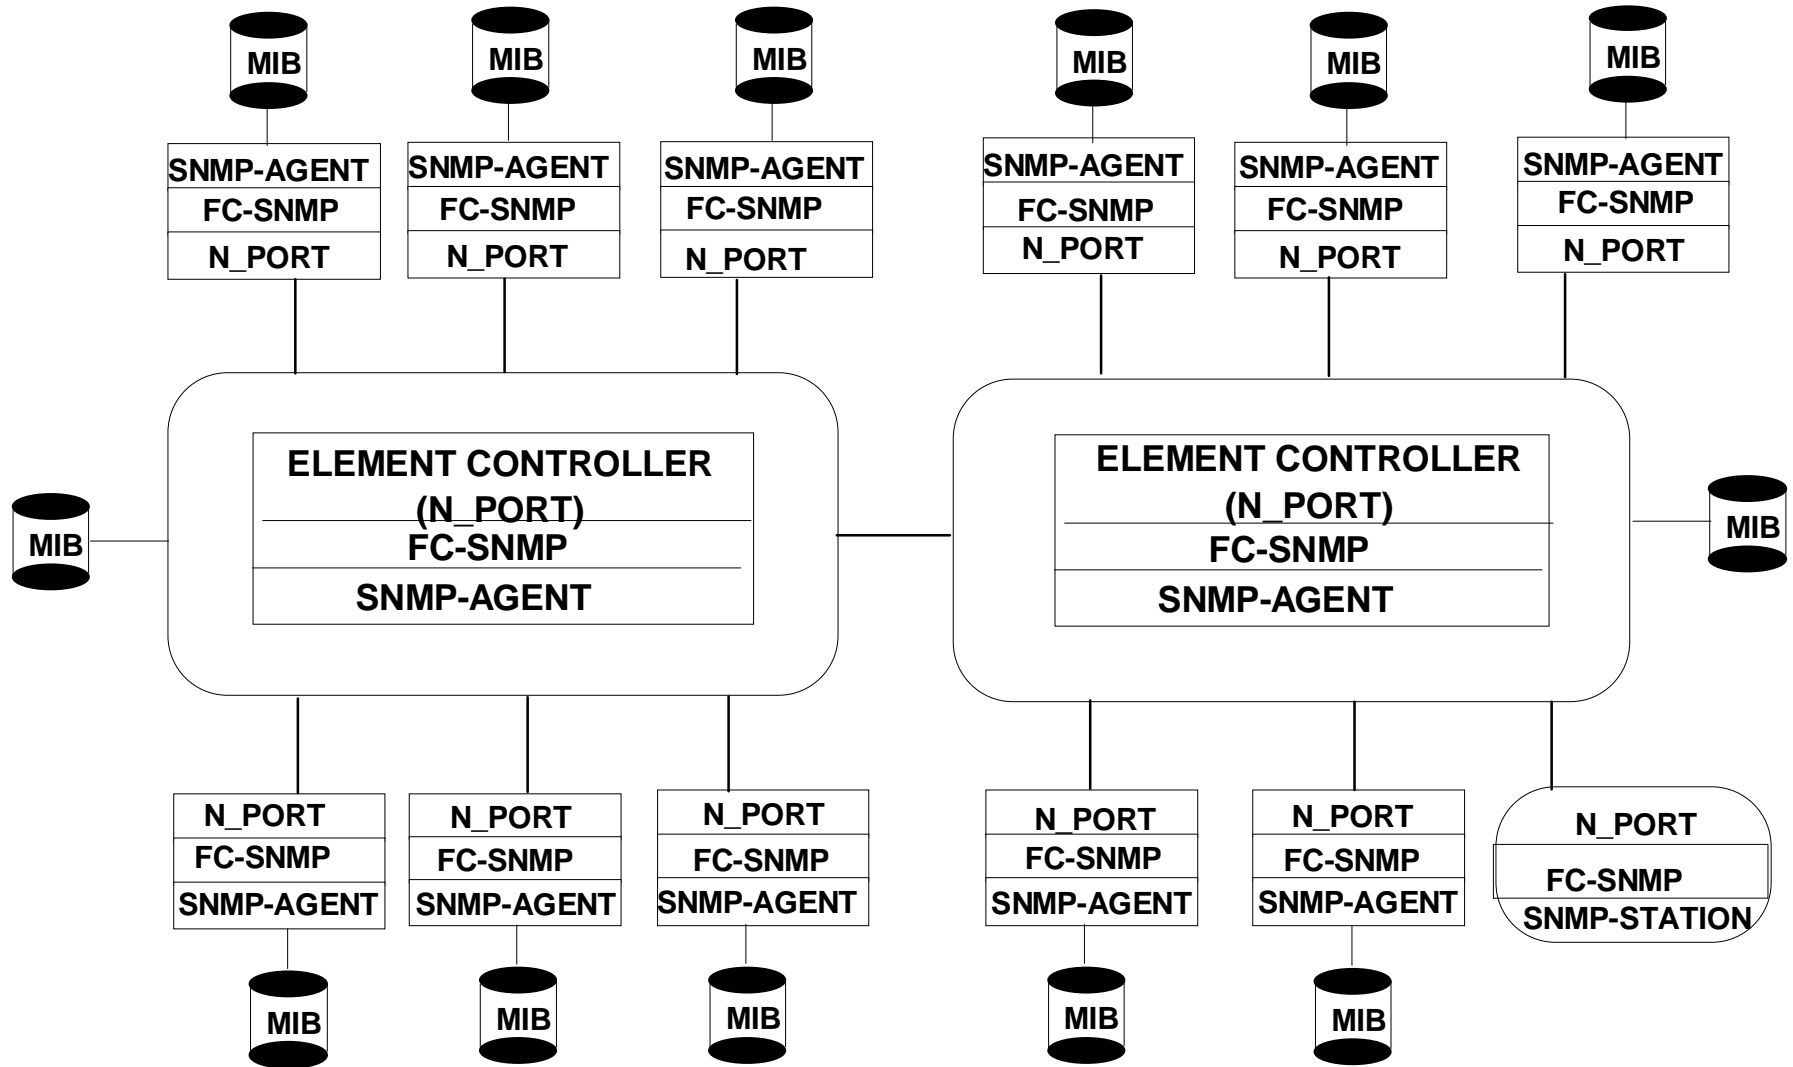 MIB
MIB
MIB
MIB
MIB
MIB
SNMP-AGENT
SNMP-AGENT
SNMP-AGENT
SNMP-AGENT
SNMP-AGENT
SNMP-AGENT
FC-SNMP
FC-SNMP
FC-SNMP
FC-SNMP
FC-SNMP
FC-SNMP
N_PORT
N_PORT
N_PORT
N_PORT
N_PORT
N_PORT
MIB
ELEMENT CONTROLLER
(N_PORT)
FC-SNMP
SNMP-AGENT
ELEMENT CONTROLLER
(N_PORT)
FC-SNMP
SNMP-AGENT
MIB
N_PORT
N_PORT
N_PORT
N_PORT
N_PORT
N_PORT
FC-SNMP
FC-SNMP
FC-SNMP
FC-SNMP
FC-SNMP
FC-SNMP
SNMP-AGENT
SNMP-AGENT
SNMP-AGENT
SNMP-AGENT
SNMP-AGENT
SNMP-STATION
MIB
MIB
MIB
MIB
MIB